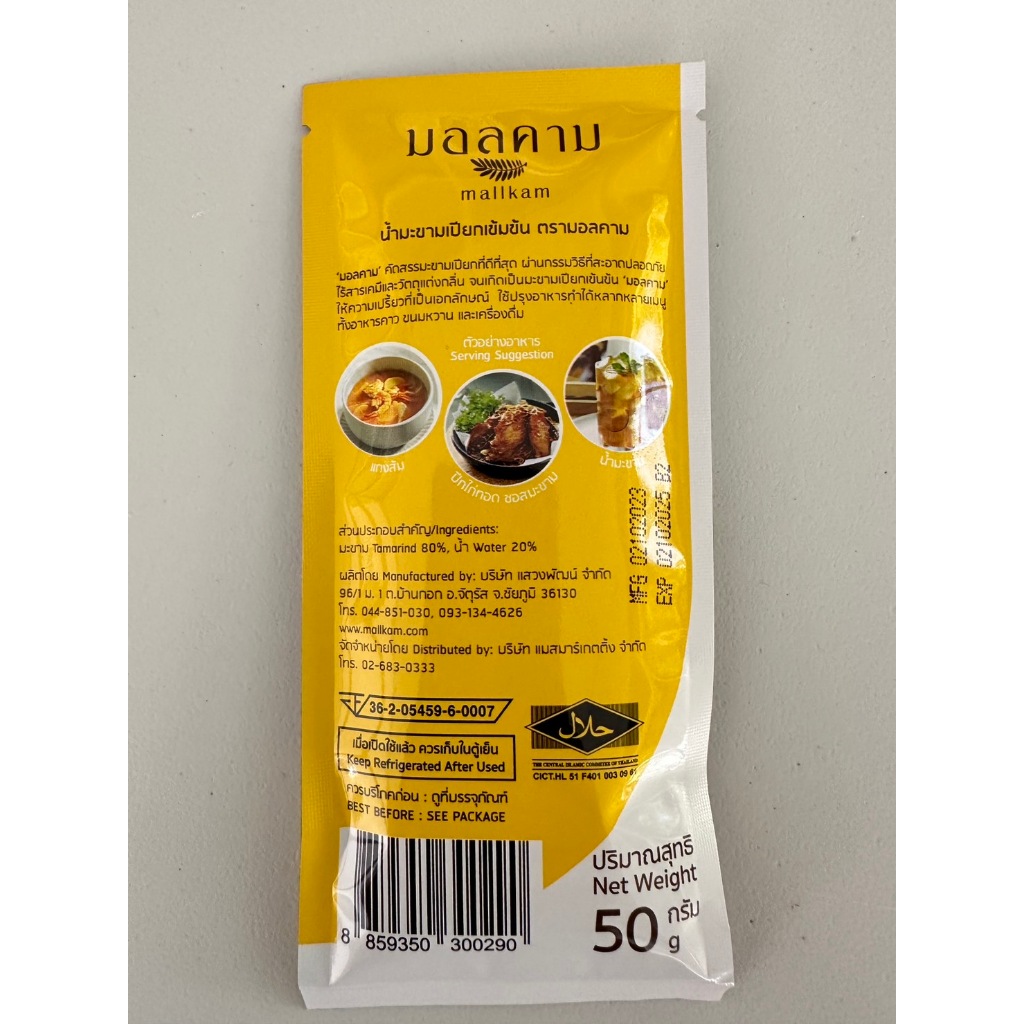 มอลคาม
mallkam
น้ำมะขามเปียกเข้มข้น ตรามอลคาม
'มอลคาม' คัดสรรมะขามเปียกที่ดีที่สุด ผ่านกรรมวิธีที่สะอาดปลอดภัย
ไร้สารเคมีและวัตถุแต่งกลิ่น จนเกิดเป็นมะขามเปียกเข้นข้น 'มอลคาม'
ให้ความเปรี้ยวที่เป็นเอกลักษณ์ ใช้ปรุงอาหารทำได้หลากหลายเมนู
ทั้งอาหารคาว ขนมหวาน และเครื่องดื่ม
ตัวอย่างอาหาร
Serving Suggestion
แกงส้ม
ปีกไก่ทอด ซอสมะขาม
น้ำมะขาม
MFG 02102023
EXP 02102025 B2
ส่วนประกอบสำคัญ/Ingredients:
มะขาม Tamarind 80%, น้ำ Water 20%
ผลิตโดย Manufactured by: บริษัท แสวงพัฒน์ จำกัด
96/1 ม. 1 ต.บ้านกอก อ.จัตุรัส จ.ชัยภูมิ 36130
โทร. 044-851-030, 093-134-4626
www.mallkam.com
จัดจำหน่ายโดย Distributed by: บริษัท แมสมาร์เกตติ้ง จำกัด
โทร. 02-683-0333
36-2-05459-6-0007
เมื่อเปิดใช้แล้ว ควรเก็บในตู้เย็น
Keep Refrigerated After Used
حلال
THE CENTRAL ISLAMIC COMMITEE OF THAILAND
CICT.HL 51 F401 003 09 61
ควรบริโภคก่อน : ดูที่บรรจุภัณฑ์
BEST BEFORE : SEE PACKAGE
8 859350 300290
ปริมาณสุทธิ
Net Weight
50 กรัม
g